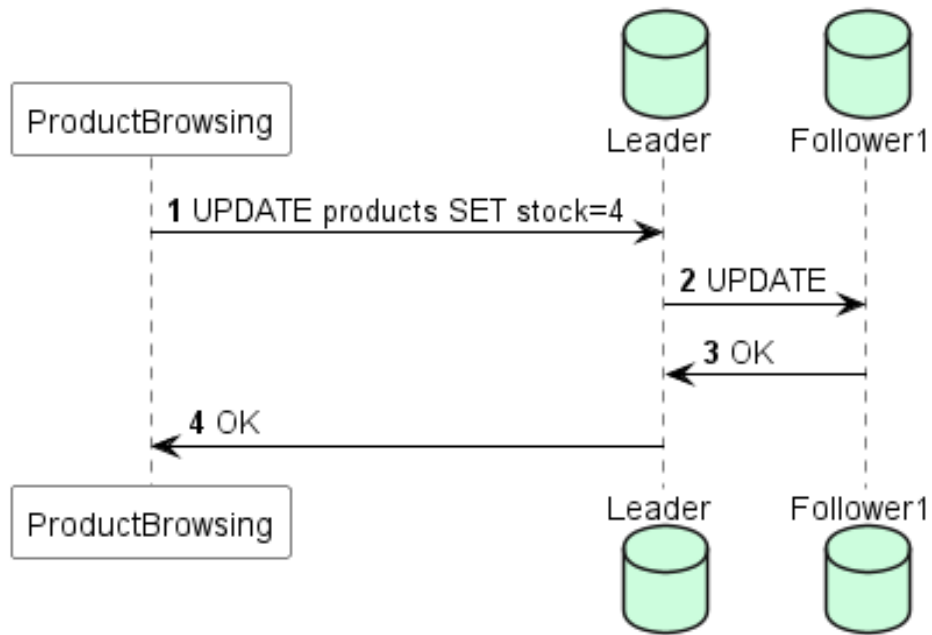 Leader
Follower1
ProductBrowsing
1 UPDATE products SET stock=4
2 UPDATE
3 OK
4 OK
ProductBrowsing
Leader
Follower1